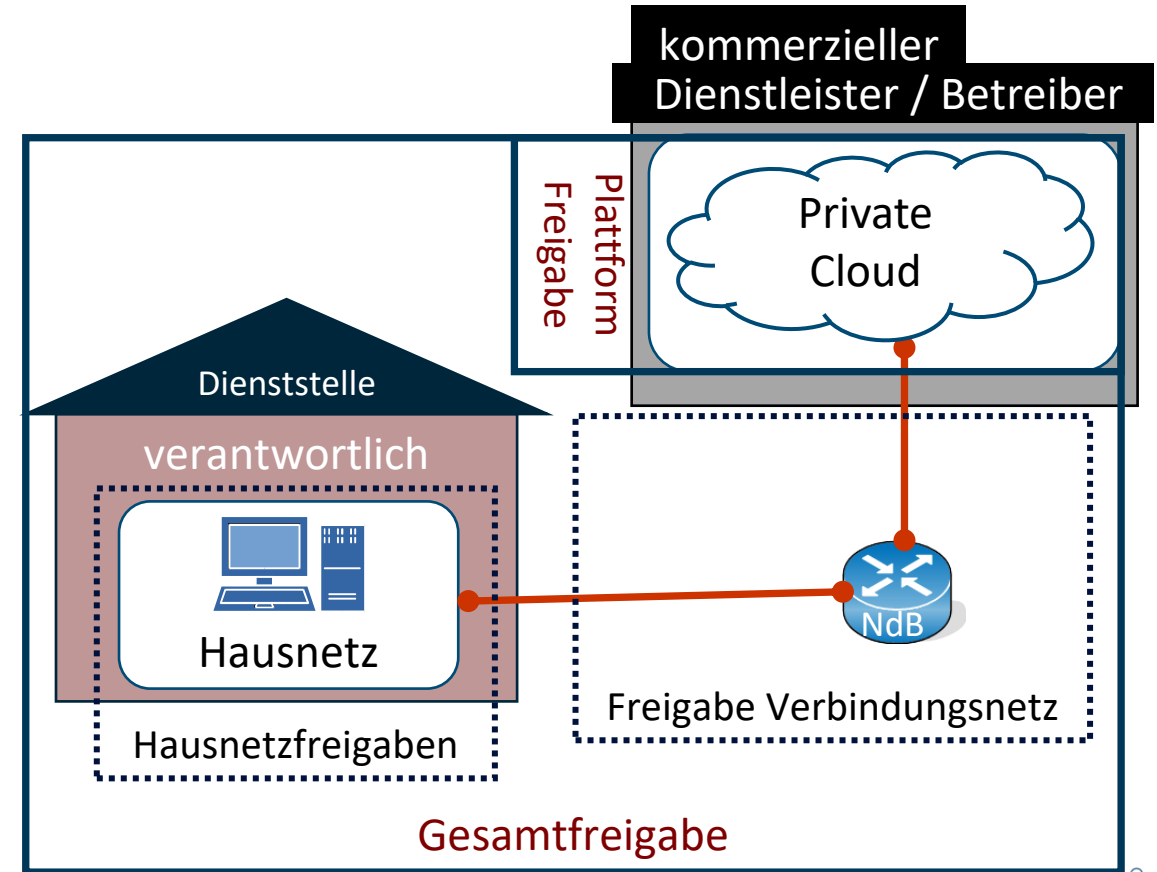 kommerzieller
Dienstleister / Betreiber
Plattform
Freigabe
Private
Cloud
Dienststelle
verantwortlich
Hausnetz
NdB
Freigabe Verbindungsnetz
Hausnetzfreigaben
Gesamtfreigabe